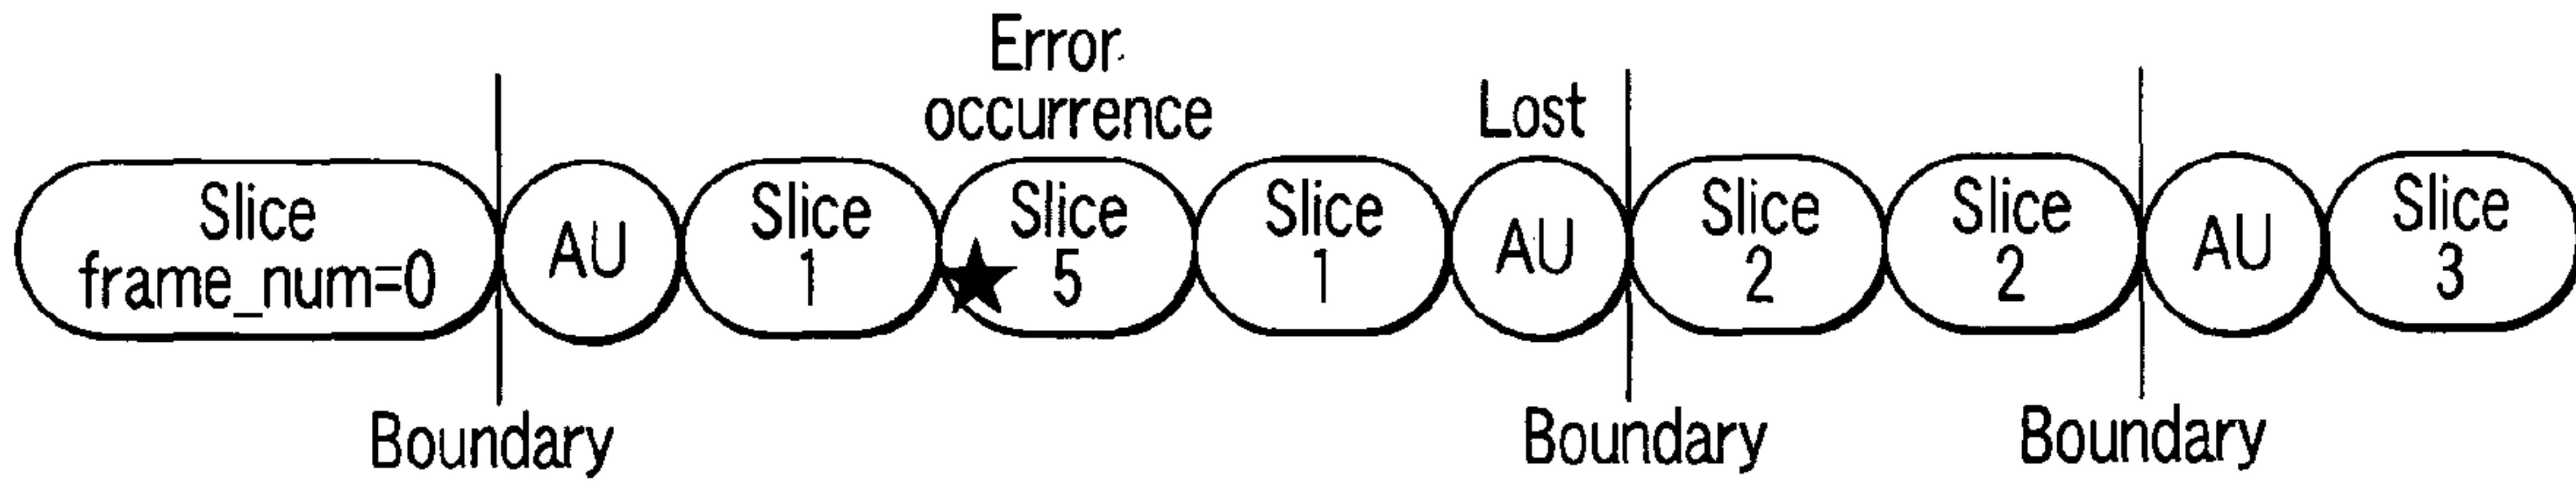 Error
occurrence
Lost
Slice
frame_num=0
AU
Slice
1
Slice
5
Slice
1
AU
Slice
2
Slice
2
AU
Slice
3
Boundary
Boundary
Boundary